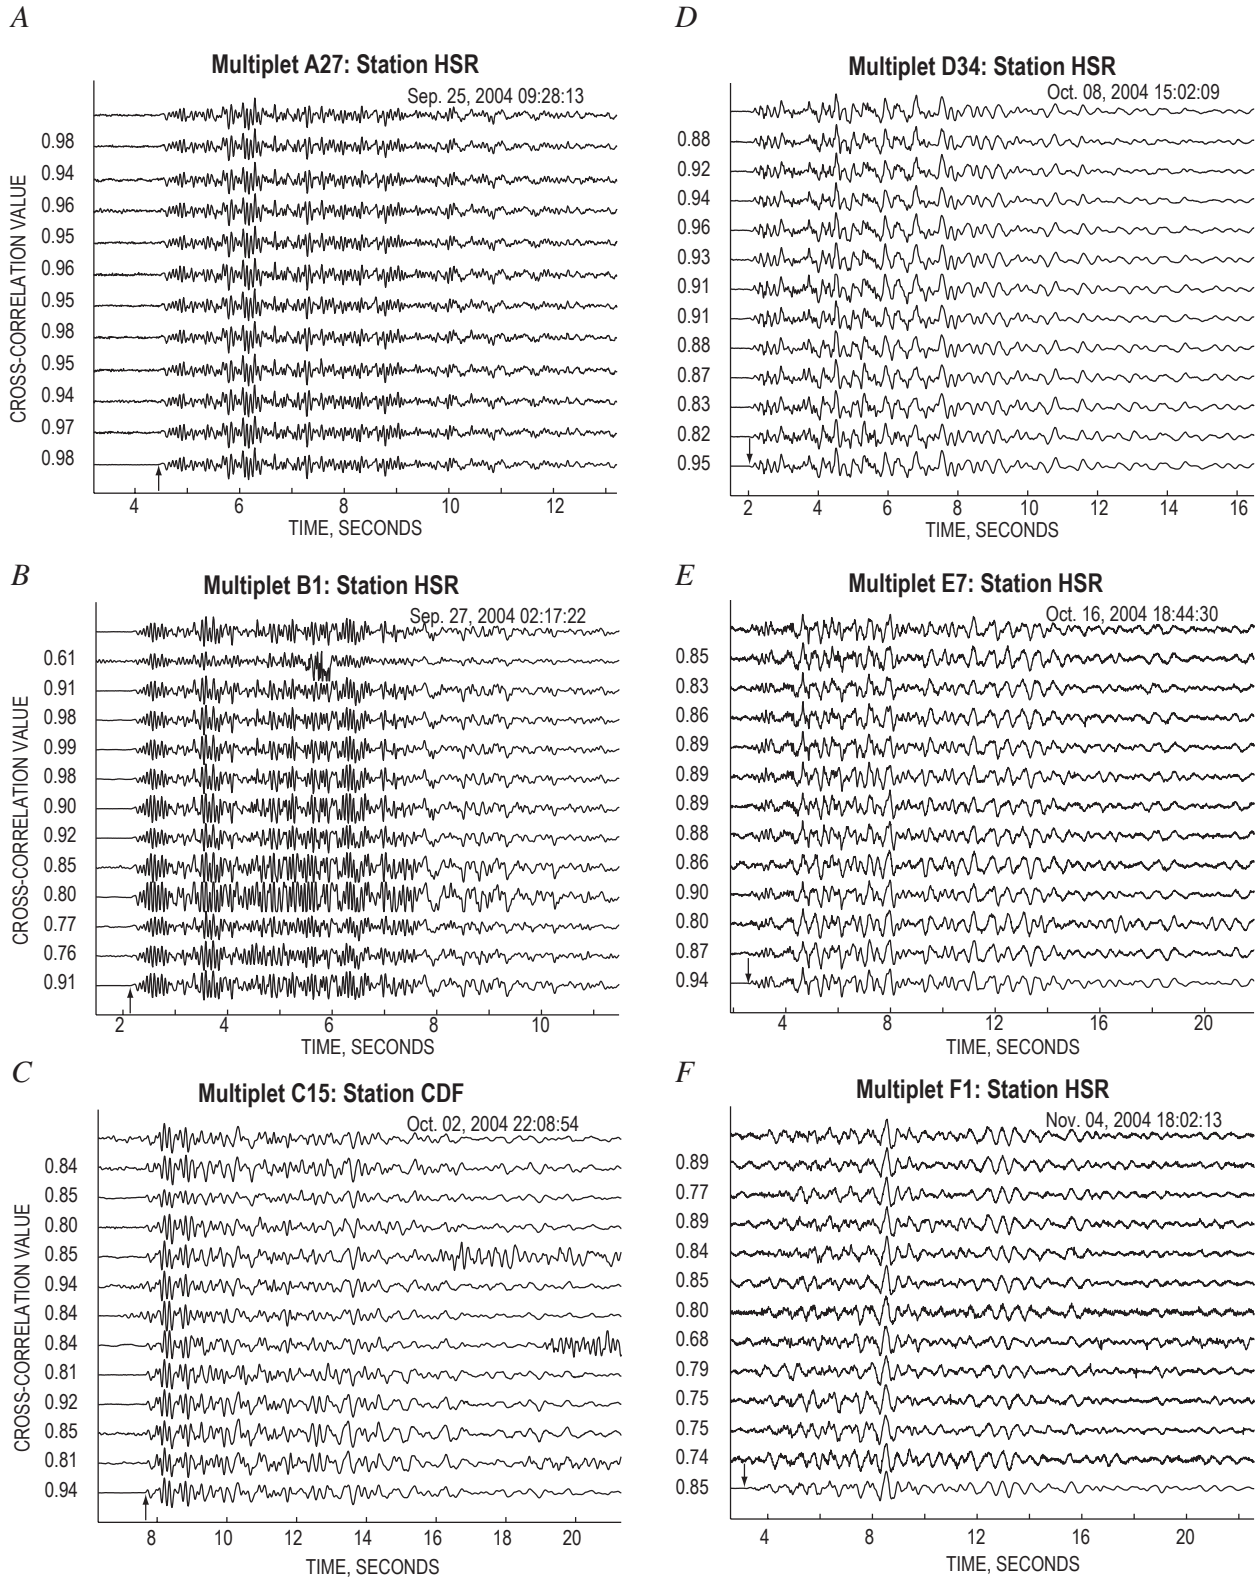 A
Multiplet A27: Station HSR
Sep. 25, 2004 09:28:13
CROSS-CORRELATION VALUE
0.98
0.94
0.96
0.95
0.96
0.95
0.98
0.95
0.94
0.97
0.98
4 6 8 10 12
TIME, SECONDS
B
Multiplet B1: Station HSR
Sep. 27, 2004 02:17:22
CROSS-CORRELATION VALUE
0.61
0.91
0.98
0.99
0.98
0.90
0.92
0.85
0.80
0.77
0.76
0.91
2 4 6 8 10
TIME, SECONDS
C
Multiplet C15: Station CDF
Oct. 02, 2004 22:08:54
CROSS-CORRELATION VALUE
0.84
0.85
0.80
0.85
0.94
0.84
0.84
0.81
0.92
0.85
0.81
0.94
8 10 12 14 16 18 20
TIME, SECONDS
D
Multiplet D34: Station HSR
Oct. 08, 2004 15:02:09
0.88
0.92
0.94
0.96
0.93
0.91
0.91
0.88
0.87
0.83
0.82
0.95
2 4 6 8 10 12 14 16
TIME, SECONDS
E
Multiplet E7: Station HSR
Oct. 16, 2004 18:44:30
0.85
0.83
0.86
0.89
0.89
0.89
0.88
0.86
0.90
0.80
0.87
0.94
4 8 12 16 20
TIME, SECONDS
F
Multiplet F1: Station HSR
Nov. 04, 2004 18:02:13
0.89
0.77
0.89
0.84
0.85
0.80
0.68
0.79
0.75
0.75
0.74
0.85
4 8 12 16 20
TIME, SECONDS